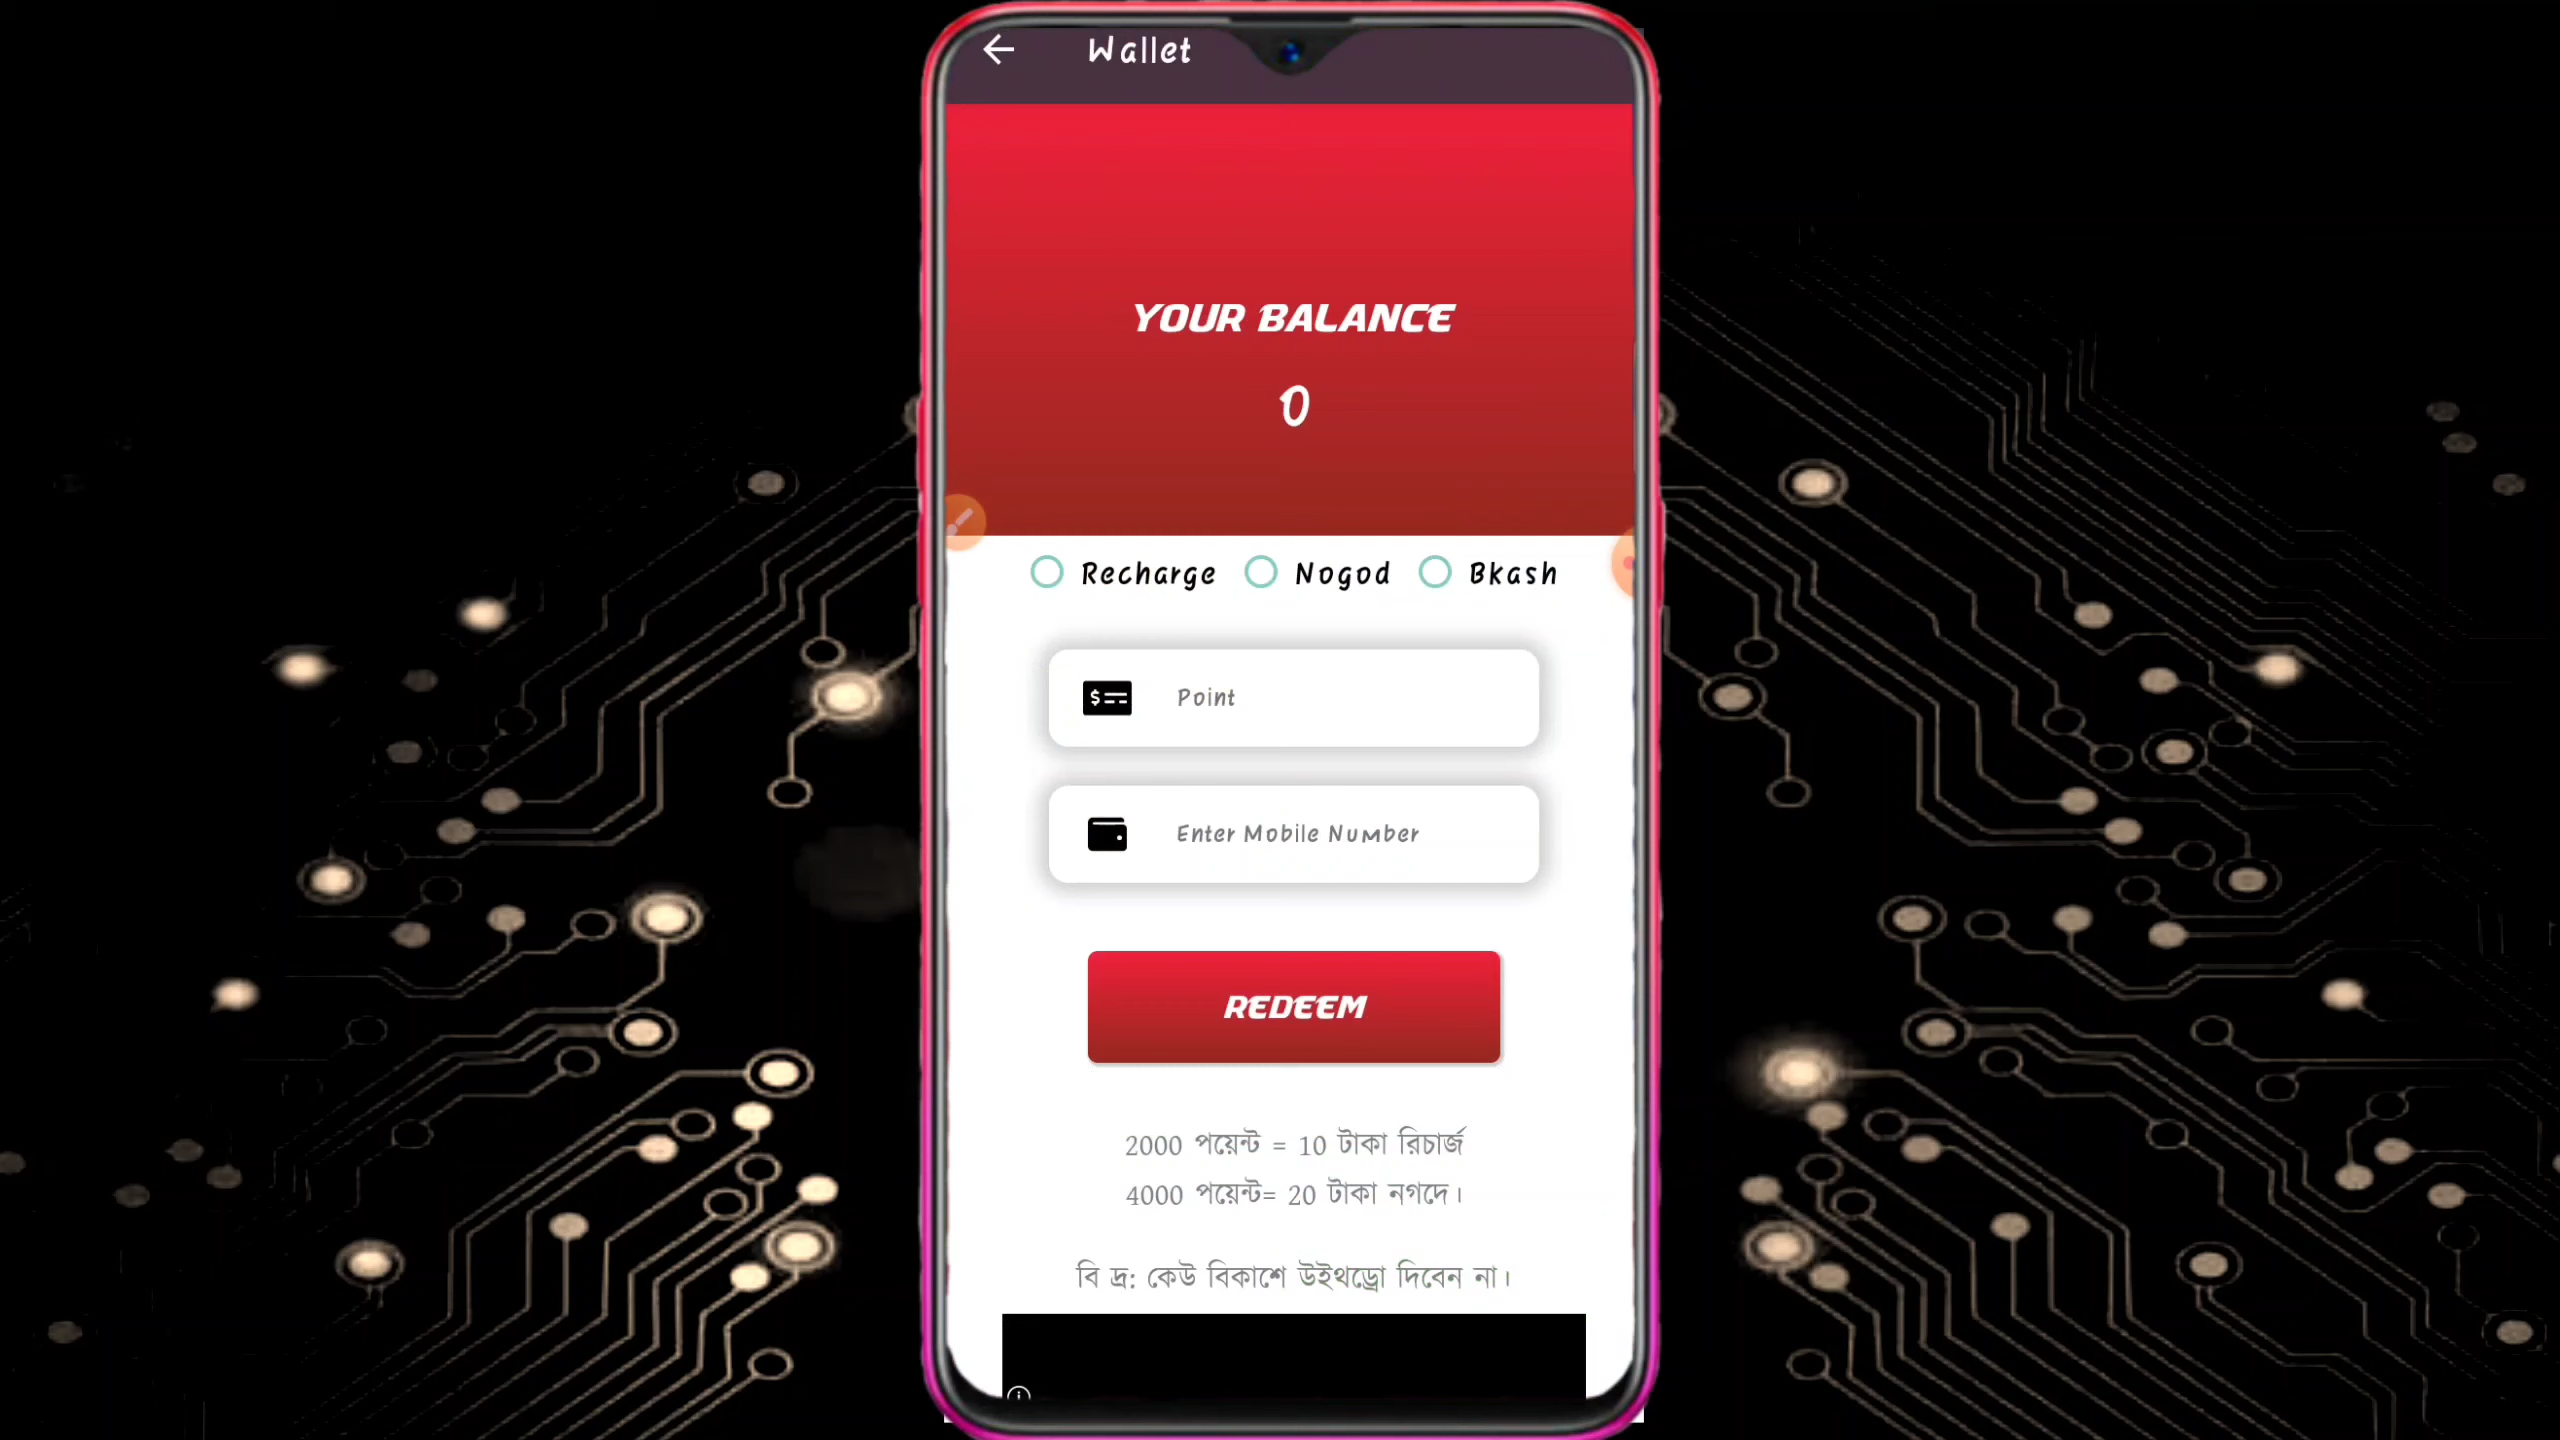 Wallet
YOUR BALANCE
0
Recharge Nogod Bkash
Point
Enter Mobile Number
REDEEM
2000 পয়েন্ট = 10 টাকা রিচার্জ
4000 পয়েন্ট= 20 টাকা নগদে।
বি দ্র: কেউ বিকাশে উইথড্রো দিবেন না।